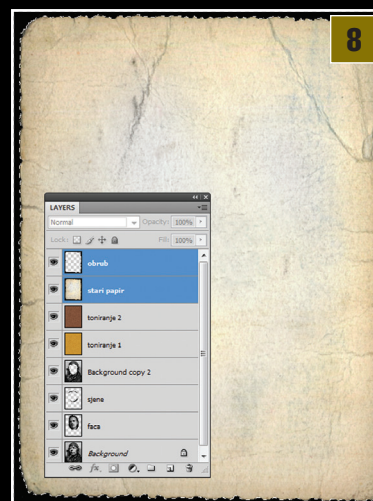 8
LAYERS
Normal Opacity: 100%
Lock: Fill: 100%
obrub
stari papir
toniranje 2
toniranje 1
Background copy 2
sjene
faca
Background
fx.